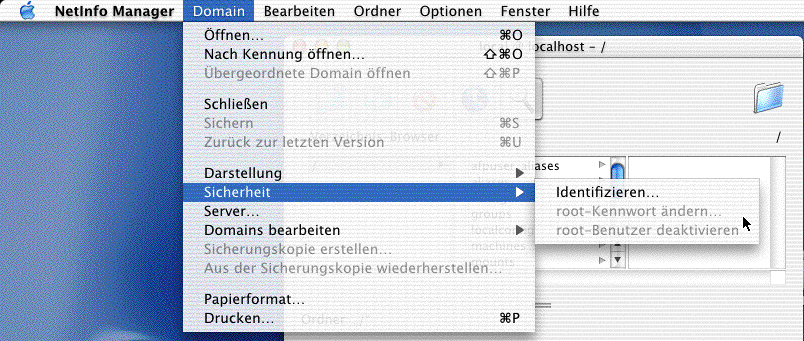 NetInfo Manager Domain Bearbeiten Ordner Optionen Fenster Hilfe
Öffnen... ⌘O
Nach Kennung öffnen... ⇧⌘O
Übergeordnete Domain öffnen ⇧⌘P
Schließen
Sichern ⌘S
Zurück zur letzten Version ⌘U
Darstellung
Sicherheit
Server...
Domains bearbeiten
Sicherungskopie erstellen...
Aus der Sicherungskopie wiederherstellen...
Papierformat...
Drucken... ⌘P
Identifizieren...
root-Kennwort ändern...
root-Benutzer deaktivieren
localhost - /
/
Browser
aliases
groups
machines
mounts
Ordner: /